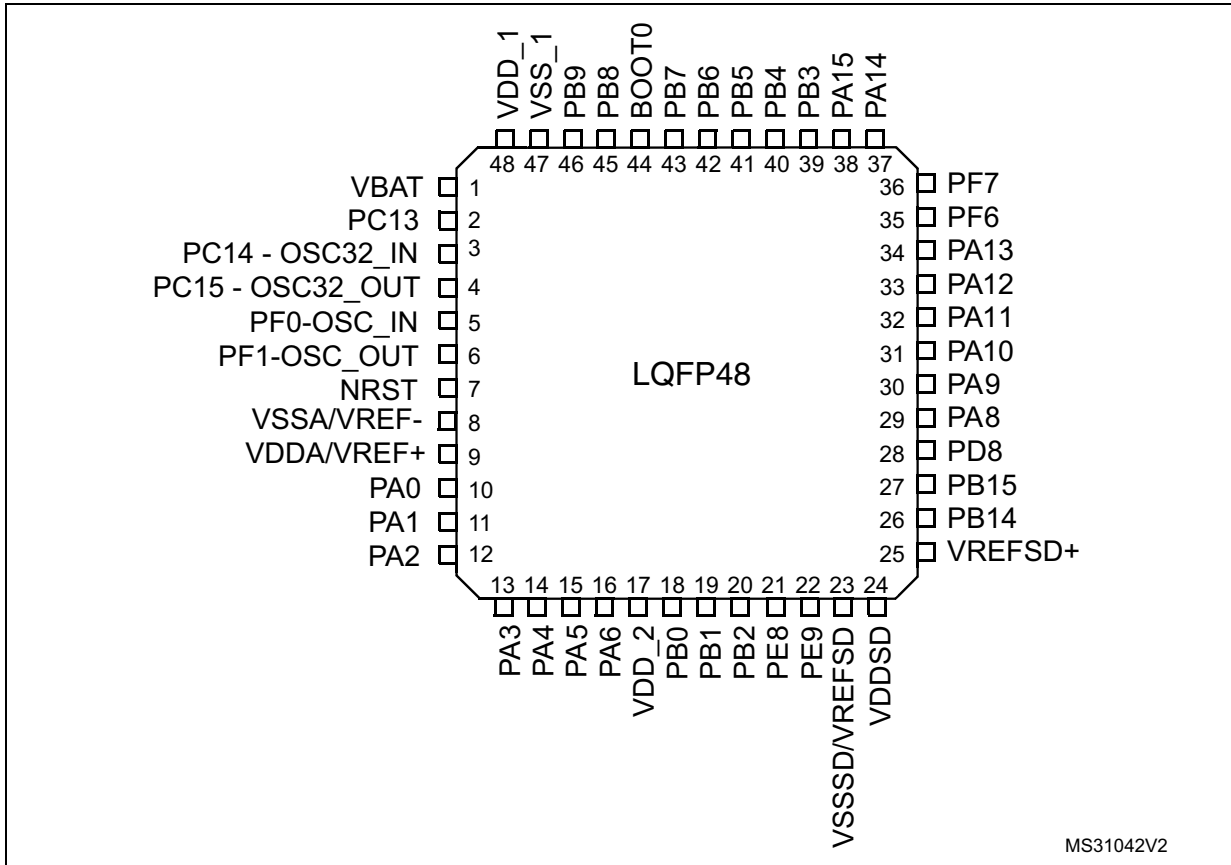 VDD_1
VSS_1
PB9
PB8
BOOT0
PB7
PB6
PB5
PB4
PB3
PA15
PA14
48 47 46 45 44 43 42 41 40 39 38 37
VBAT 1
PC13 2
PC14 - OSC32_IN 3
PC15 - OSC32_OUT 4
PF0-OSC_IN 5
PF1-OSC_OUT 6
NRST 7
VSSA/VREF- 8
VDDA/VREF+ 9
PA0 10
PA1 11
PA2 12
LQFP48
36 PF7
35 PF6
34 PA13
33 PA12
32 PA11
31 PA10
30 PA9
29 PA8
28 PD8
27 PB15
26 PB14
25 VREFSD+
13 14 15 16 17 18 19 20 21 22 23 24
PA3
PA4
PA5
PA6
VDD_2
PB0
PB1
PB2
PE8
PE9
VSSSD/VREFSD
VDDSD
MS31042V2